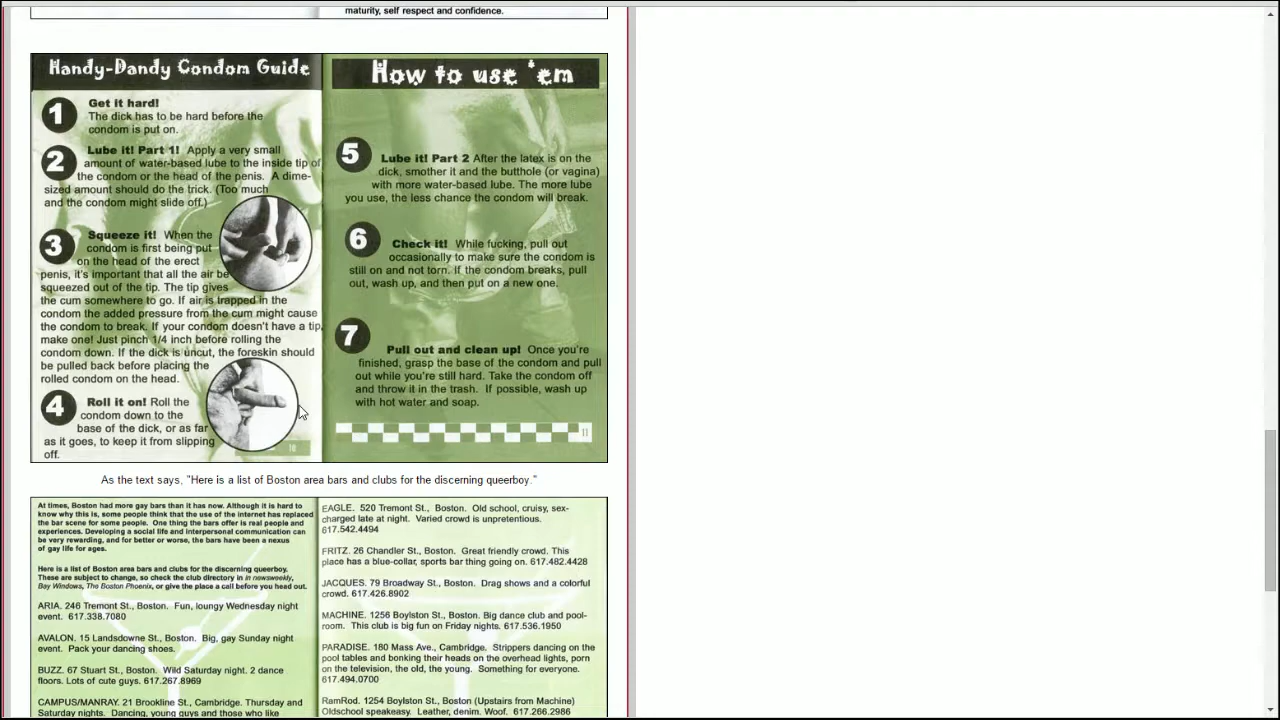 maturity, self respect and confidence.
Handy-Dandy Condom Guide
1
Get it hard!
The dick has to be hard before the
condom is put on.
2
Lube it! Part 1! Apply a very small
amount of water-based lube to the inside tip of
the condom or the head of the penis. A dime-
sized amount should do the trick. (Too much
and the condom might slide off.)
3
Squeeze it! When the
condom is first being put
on the head of the erect
penis, it's important that all the air be
squeezed out of the tip. The tip gives
the cum somewhere to go. If air is trapped in the
condom the added pressure from the cum might cause
the condom to break. If your condom doesn't have a tip,
make one! Just pinch 1/4 inch before rolling the
condom down. If the dick is uncut, the foreskin should
be pulled back before placing the
rolled condom on the head.
4
Roll it on! Roll the
condom down to the
base of the dick, or as far
as it goes, to keep it from slipping
off.
10
How to use 'em
5
Lube it! Part 2 After the latex is on the
dick, smother it and the butthole (or vagina)
with more water-based lube. The more lube
you use, the less chance the condom will break.
6
Check it! While fucking, pull out
occasionally to make sure the condom is
still on and not torn. If the condom breaks, pull
out, wash up, and then put on a new one.
7
Pull out and clean up! Once you're
finished, grasp the base of the condom and pull
out while you're still hard. Take the condom off
and throw it in the trash. If possible, wash up
with hot water and soap.
11
As the text says, "Here is a list of Boston area bars and clubs for the discerning queerboy."
At times, Boston had more gay bars than it has now. Although it is hard to
know why this is, some people think that the use of the internet has replaced
the bar scene for some people. One thing the bars offer is real people and
experiences. Developing a social life and interpersonal communication can
be very rewarding, and for better or worse, the bars have been a nexus
of gay life for ages.
Here is a list of Boston area bars and clubs for the discerning queerboy.
These are subject to change, so check the club directory in in newsweekly,
Bay Windows, The Boston Phoenix, or give the place a call before you head out.
ARIA. 246 Tremont St., Boston. Fun, loungy Wednesday night
event. 617.338.7080
AVALON. 15 Landsdowne St., Boston. Big, gay Sunday night
event. Pack your dancing shoes.
BUZZ. 67 Stuart St., Boston. Wild Saturday night. 2 dance
floors. Lots of cute guys. 617.267.8969
CAMPUS/MANRAY. 21 Brookline St., Cambridge. Thursday and
Saturday nights. Dancing, young guys and those who like
EAGLE. 520 Tremont St., Boston. Old school, cruisy, sex-
charged late at night. Varied crowd is unpretentious.
617.542.4494
FRITZ. 26 Chandler St., Boston. Great friendly crowd. This
place has a blue-collar, sports bar thing going on. 617.482.4428
JACQUES. 79 Broadway St., Boston. Drag shows and a colorful
crowd. 617.426.8902
MACHINE. 1256 Boylston St., Boston. Big dance club and pool-
room. This club is big fun on Friday nights. 617.536.1950
PARADISE. 180 Mass Ave., Cambridge. Strippers dancing on the
pool tables and bonking their heads on the overhead lights, porn
on the television, the old, the young. Something for everyone.
617.494.0700
RamRod. 1254 Boylston St., Boston (Upstairs from Machine)
Oldschool speakeasy. Leather, denim. Woof. 617.266.2986